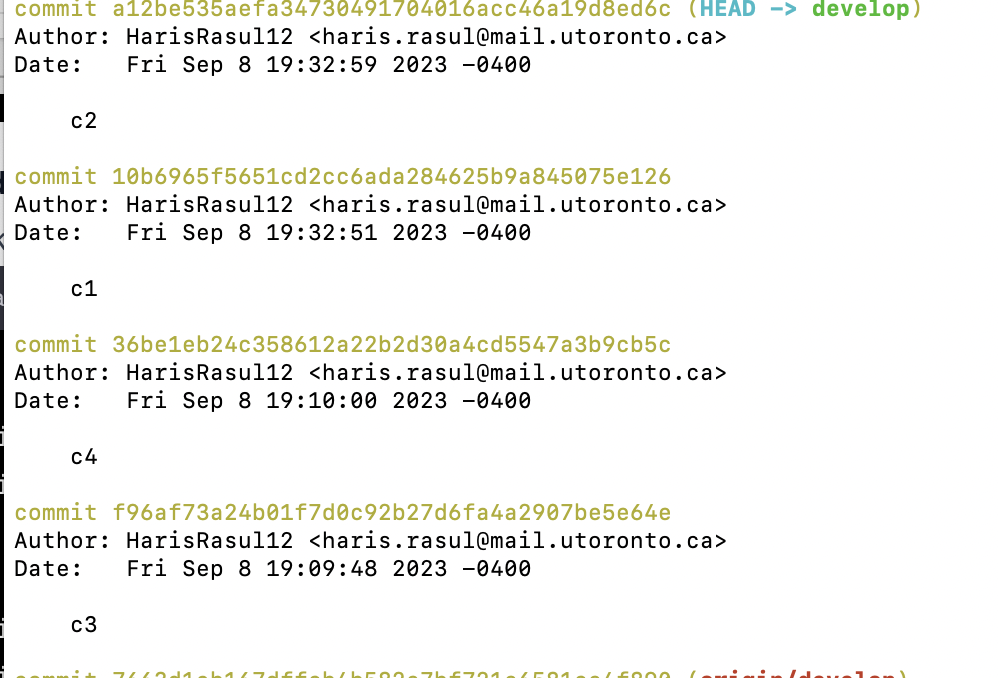 commit a12be535aefa34730491704016acc46a19d8ed6c (HEAD -> develop)
Author: HarisRasul12 <haris.rasul@mail.utoronto.ca>
Date: Fri Sep 8 19:32:59 2023 -0400
c2
commit 10b6965f5651cd2cc6ada284625b9a845075e126
Author: HarisRasul12 <haris.rasul@mail.utoronto.ca>
Date: Fri Sep 8 19:32:51 2023 -0400
c1
commit 36be1eb24c358612a22b2d30a4cd5547a3b9cb5c
Author: HarisRasul12 <haris.rasul@mail.utoronto.ca>
Date: Fri Sep 8 19:10:00 2023 -0400
c4
commit f96af73a24b01f7d0c92b27d6fa4a2907be5e64e
Author: HarisRasul12 <haris.rasul@mail.utoronto.ca>
Date: Fri Sep 8 19:09:48 2023 -0400
c3
commit (origin/develop)